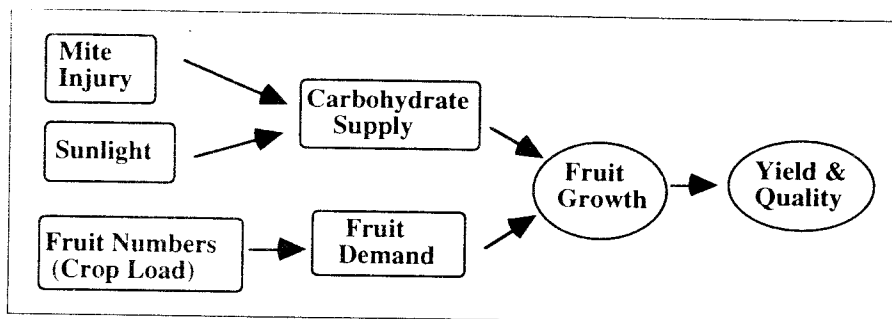 Mite
Injury
Sunlight
Carbohydrate
Supply
Fruit
Growth
Yield &
Quality
Fruit Numbers
(Crop Load)
Fruit
Demand